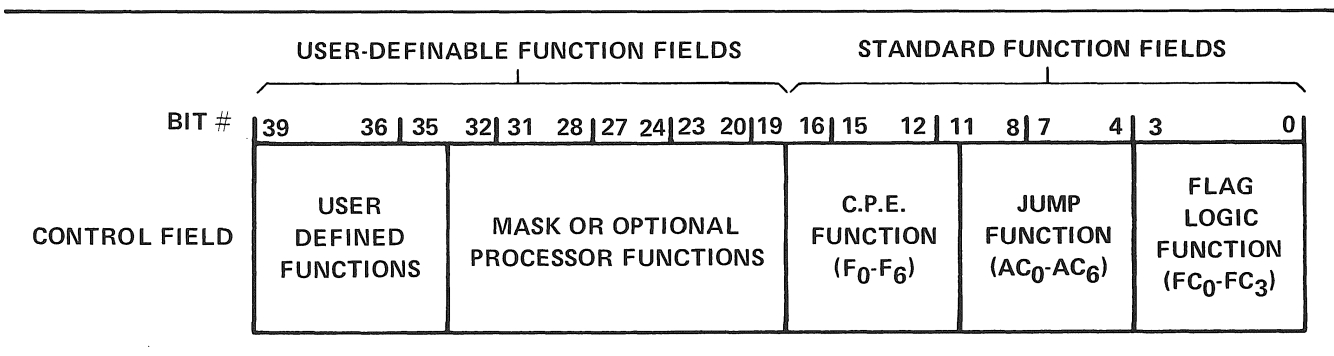 USER-DEFINABLE FUNCTION FIELDS STANDARD FUNCTION FIELDS
BIT # 39 36 35 32 31 28 27 24 23 20 19 16 15 12 11 8 7 4 3 0
CONTROL FIELD
USER
DEFINED
FUNCTIONS
MASK OR OPTIONAL
PROCESSOR FUNCTIONS
C.P.E.
FUNCTION
(F0-F6)
JUMP
FUNCTION
(AC0-AC6)
FLAG
LOGIC
FUNCTION
(FC0-FC3)